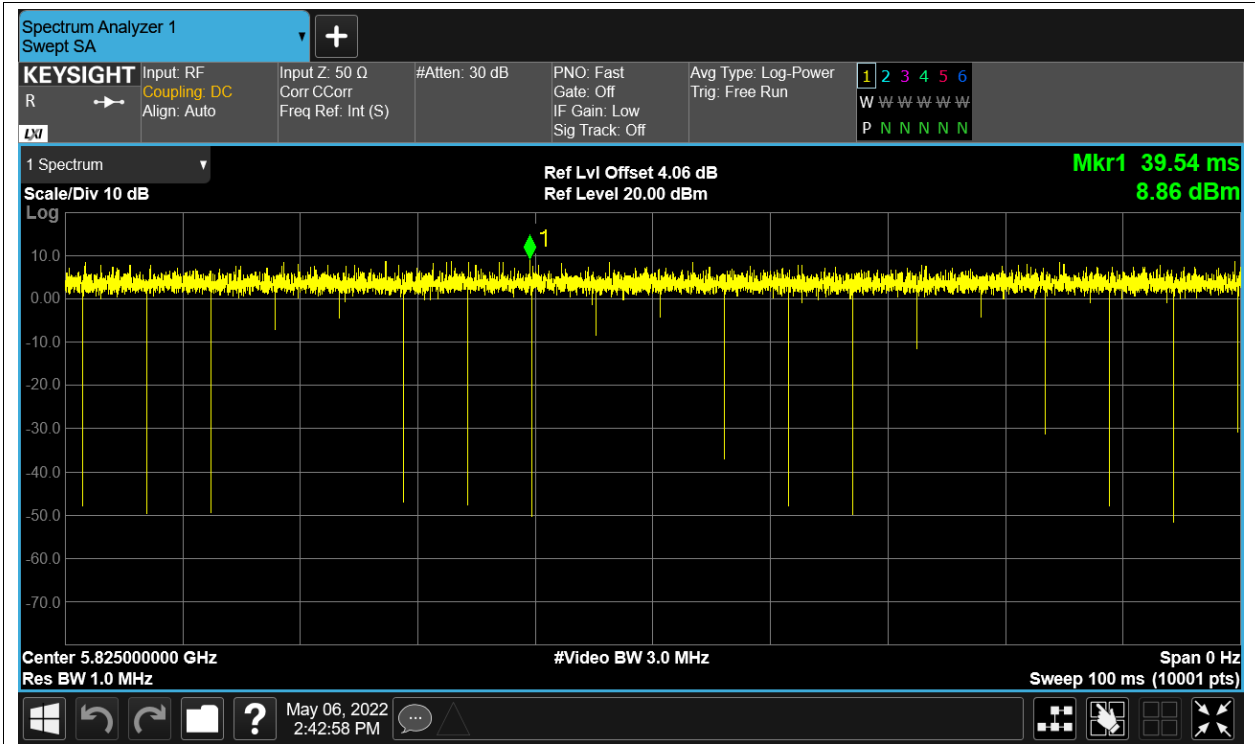 Spectrum Analyzer 1
Swept SA
KEYSIGHT
R
LXI
Input: RF
Coupling: DC
Align: Auto
Input Z: 50 Ω
Corr CCorr
Freq Ref: Int (S)
#Atten: 30 dB
PNO: Fast
Gate: Off
IF Gain: Low
Sig Track: Off
Avg Type: Log-Power
Trig: Free Run
1 2 3 4 5 6
W W W W W W
P N N N N N
1 Spectrum
Scale/Div 10 dB
Log
Ref Lvl Offset 4.06 dB
Ref Level 20.00 dBm
Mkr1 39.54 ms
8.86 dBm
1
10.0
0.00
-10.0
-20.0
-30.0
-40.0
-50.0
-60.0
-70.0
Center 5.825000000 GHz
Res BW 1.0 MHz
#Video BW 3.0 MHz
Span 0 Hz
Sweep 100 ms (10001 pts)
?
May 06, 2022
2:42:58 PM